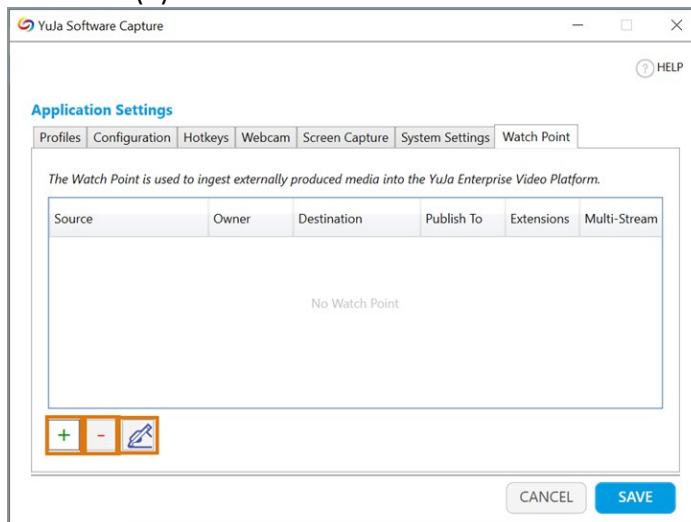 YuJa Software Capture
HELP
Application Settings
Profiles Configuration Hotkeys Webcam Screen Capture System Settings Watch Point
The Watch Point is used to ingest externally produced media into the YuJa Enterprise Video Platform.
Source Owner Destination Publish To Extensions Multi-Stream
No Watch Point
+ -
CANCEL SAVE